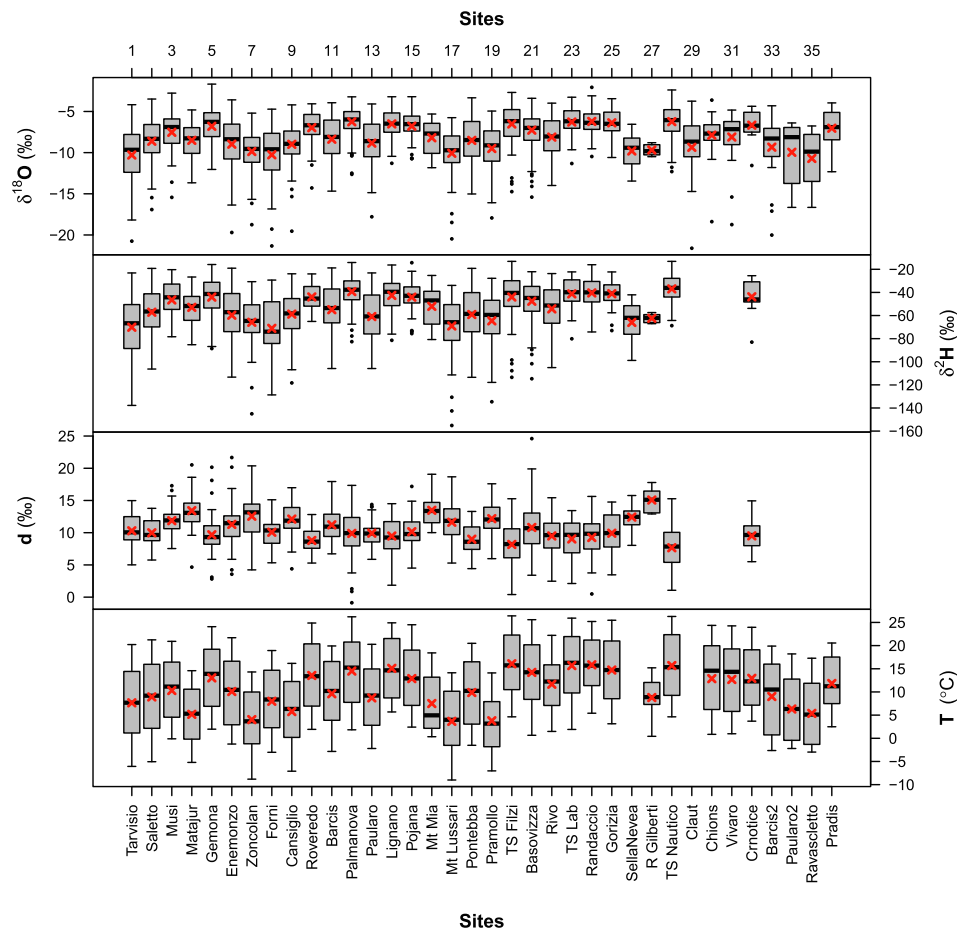 Sites
1 3 5 7 9 11 13 15 17 19 21 23 25 27 29 31 33 35
δ18O (‰)
−5
−10
−15
−20
δ2H (‰)
−20
−40
−60
−80
−100
−120
−140
−160
d (‰)
25
20
15
10
5
0
T (°C)
25
20
15
10
5
0
−5
−10
Tarvisio
Saletto
Musi
Matajur
Gemona
Enemonzo
Zoncolan
Forni
Cansiglio
Roveredo
Barcis
Palmanova
Paularo
Lignano
Pojana
Mt Mia
Mt Lussari
Pontebba
Pramollo
TS Filzi
Basovizza
Rivo
TS Lab
Randaccio
Gorizia
SellaNevea
R Gilberti
TS Nautico
Claut
Chions
Vivaro
Crnotice
Barcis2
Paularo2
Ravascletto
Pradis
Sites